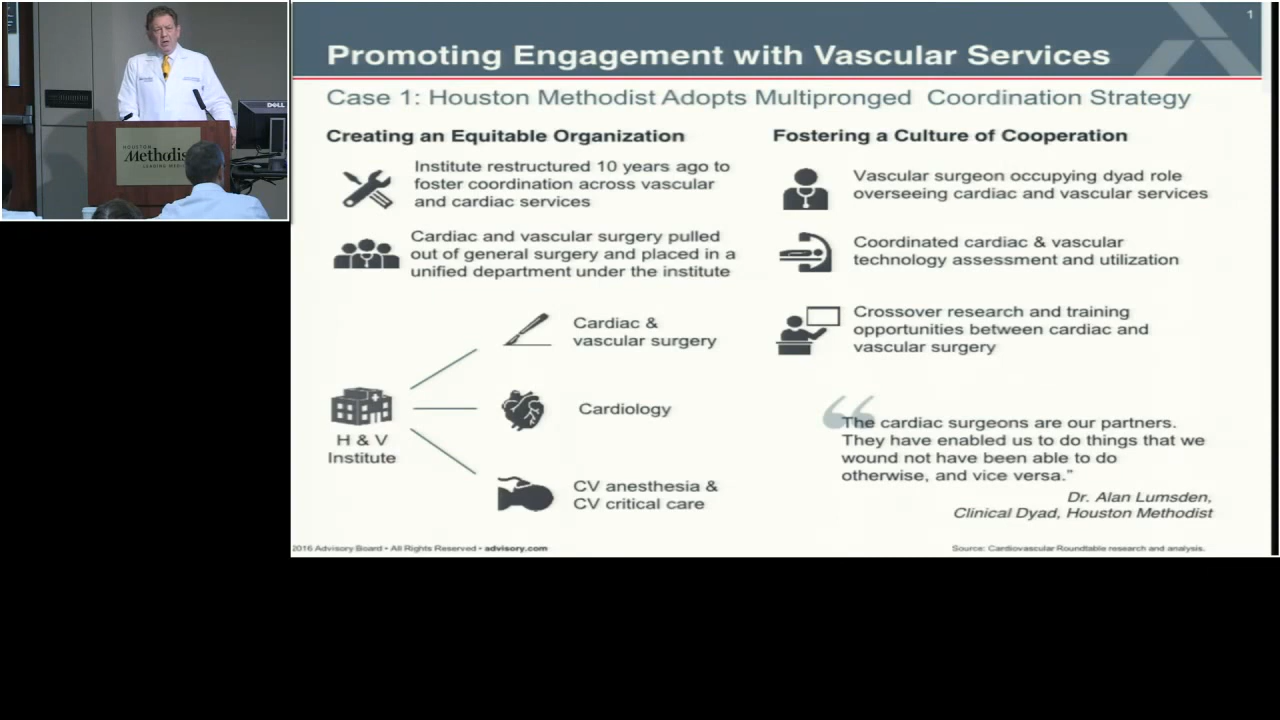 DELL
HOUSTON
Methodist
LEADING MEDICINE
1
Promoting Engagement with Vascular Services
Case 1: Houston Methodist Adopts Multipronged Coordination Strategy
Creating an Equitable Organization
Institute restructured 10 years ago to
foster coordination across vascular
and cardiac services
Cardiac and vascular surgery pulled
out of general surgery and placed in a
unified department under the institute
Cardiac &
vascular surgery
Cardiology
H & V
Institute
CV anesthesia &
CV critical care
Fostering a Culture of Cooperation
Vascular surgeon occupying dyad role
overseeing cardiac and vascular services
Coordinated cardiac & vascular
technology assessment and utilization
Crossover research and training
opportunities between cardiac and
vascular surgery
“The cardiac surgeons are our partners.
They have enabled us to do things that we
wound not have been able to do
otherwise, and vice versa.”
Dr. Alan Lumsden,
Clinical Dyad, Houston Methodist
2016 Advisory Board • All Rights Reserved • advisory.com
Source: Cardiovascular Roundtable research and analysis.